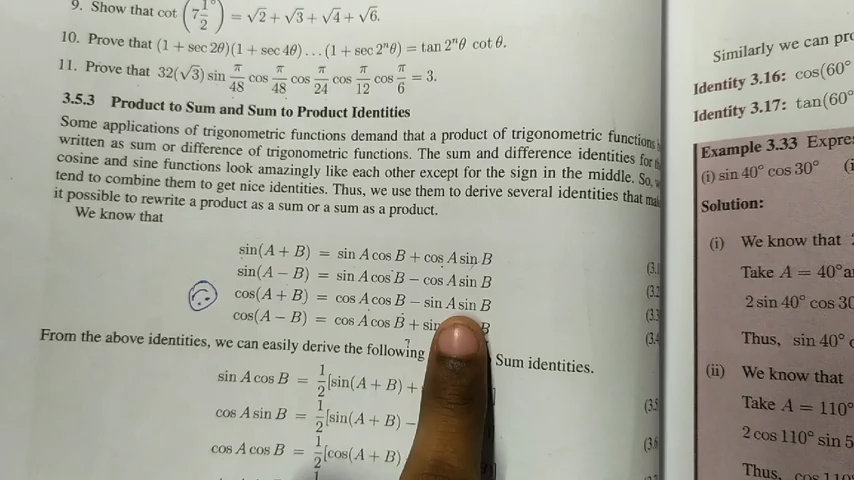 9. Show that cot (7 1/2°) = √2 + √3 + √4 + √6.
10. Prove that (1 + sec 2θ)(1 + sec 4θ) … (1 + sec 2ⁿθ) = tan 2ⁿθ cot θ.
11. Prove that 32(√3) sin π/48 cos π/48 cos π/24 cos π/12 cos π/6 = 3.
3.5.3 Product to Sum and Sum to Product Identities
Some applications of trigonometric functions demand that a product of trigonometric functions
written as sum or difference of trigonometric functions. The sum and difference identities for
cosine and sine functions look amazingly like each other except for the sign in the middle. So,
tend to combine them to get nice identities. Thus, we use them to derive several identities that
it possible to rewrite a product as a sum or a sum as a product.
We know that
sin(A + B) = sin A cos B + cos A sin B
sin(A − B) = sin A cos B − cos A sin B
cos(A + B) = cos A cos B − sin A sin B
cos(A − B) = cos A cos B + sin B
From the above identities, we can easily derive the following Sum identities.
sin A cos B = 1/2[sin(A + B) +
cos A sin B = 1/2[sin(A + B) −
cos A cos B = 1/2[cos(A + B)
Similarly we can
Identity 3.16: cos(60°
Identity 3.17: tan(60°
Example 3.33
(i) sin 40° cos 30°
Solution:
(i) We know that
Take A = 40°
2 sin 40° cos
Thus, sin 40°
(ii) We know that
Take A = 110°
2 cos 110° sin
Thus,